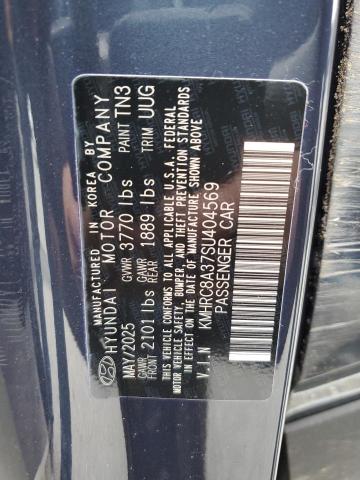 MANUFACTURED IN KOREA BY
HYUNDAI MOTOR COMPANY
MAY/2025 GVWR 3770 lbs PAINT TN3
GAWR FRONT 2101 lbs GAWR REAR 1889 lbs TRIM UUG
THIS VEHICLE CONFORMS TO ALL APPLICABLE U.S.A. FEDERAL
MOTOR VEHICLE SAFETY, BUMPER, AND THEFT PREVENTION STANDARDS
IN EFFECT ON THE DATE OF MANUFACTURE SHOWN ABOVE
V.I.N KMHRC8A37SU404569
PASSENGER CAR